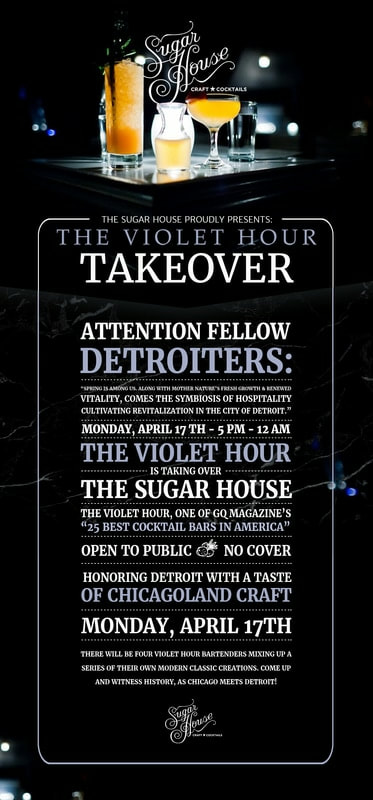 Sugar
House
CRAFT ★ COCKTAILS
THE SUGAR HOUSE PROUDLY PRESENTS:
THE VIOLET HOUR
TAKEOVER
ATTENTION FELLOW
DETROITERS:
"SPRING IS AMONG US. ALONG WITH MOTHER NATURE'S FRESH GROWTH & RENEWED
VITALITY, COMES THE SYMBIOSIS OF HOSPITALITY
CULTIVATING REVITALIZATION IN THE CITY OF DETROIT."
MONDAY, APRIL 17 TH - 5 PM - 12 AM
THE VIOLET HOUR
IS TAKING OVER
THE SUGAR HOUSE
THE VIOLET HOUR, ONE OF GQ MAGAZINE'S
"25 BEST COCKTAIL BARS IN AMERICA"
OPEN TO PUBLIC NO COVER
HONORING DETROIT WITH A TASTE
OF CHICAGOLAND CRAFT
MONDAY, APRIL 17TH
THERE WILL BE FOUR VIOLET HOUR BARTENDERS MIXING UP A
SERIES OF THEIR OWN MODERN CLASSIC CREATIONS. COME UP
AND WITNESS HISTORY, AS CHICAGO MEETS DETROIT!
Sugar
House
CRAFT ★ COCKTAILS